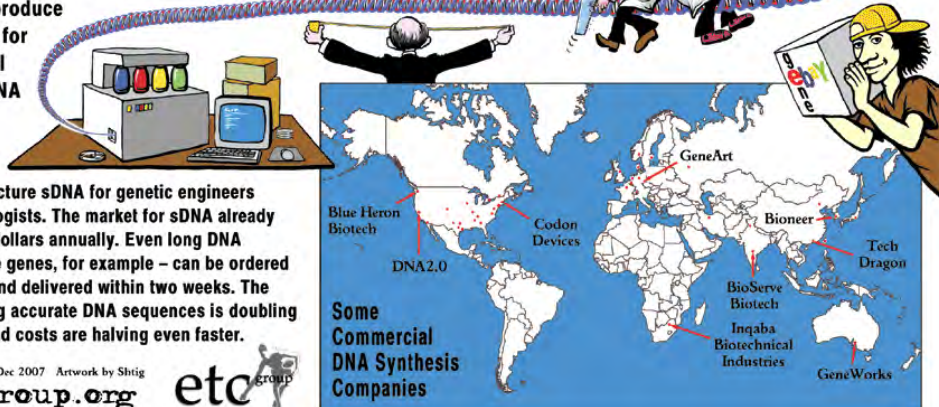 produce
for
l
NA
cture sDNA for genetic engineers
ogists. The market for sDNA already
dollars annually. Even long DNA
e genes, for example – can be ordered
nd delivered within two weeks. The
g accurate DNA sequences is doubling
d costs are halving even faster.
Dec 2007 Artwork by Shtig
roup.org
etc group
ebay
gene
GeneArt
Blue Heron
Biotech
Codon
Devices
DNA2.0
Bioneer
Tech
Dragon
BioServe
Biotech
Inqaba
Biotechnical
Industries
GeneWorks
Some
Commercial
DNA Synthesis
Companies